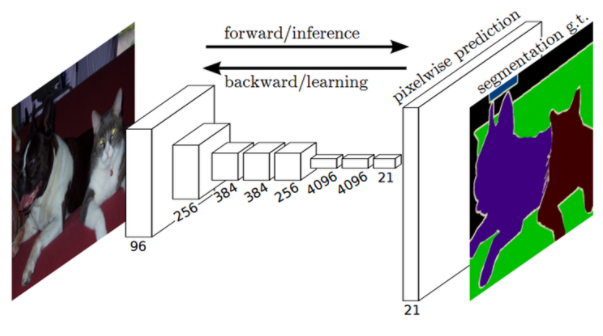 forward/inference
backward/learning
pixelwise prediction
segmentation g.t.
96
256
384
384
256
4096
4096
21
21